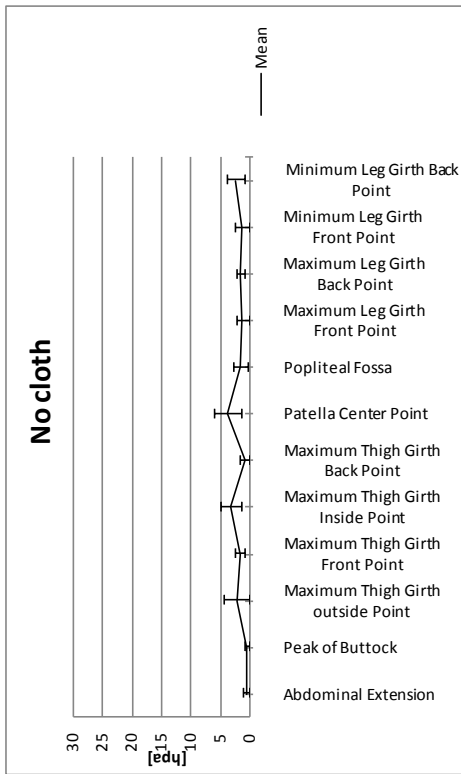 No cloth
Mean
30
25
20
15
10
5
0
[hpa]
Minimum Leg Girth Back
Point
Minimum Leg Girth
Front Point
Maximum Leg Girth
Back Point
Maximum Leg Girth
Front Point
Popliteal Fossa
Patella Center Point
Maximum Thigh Girth
Back Point
Maximum Thigh Girth
Inside Point
Maximum Thigh Girth
Front Point
Maximum Thigh Girth
outside Point
Peak of Buttock
Abdominal Extension